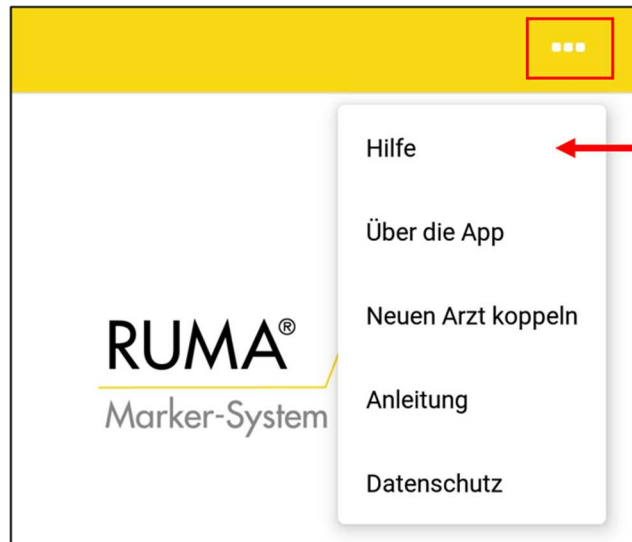 Hilfe
Über die App
Neuen Arzt koppeln
RUMA®
Marker-System
Anleitung
Datenschutz